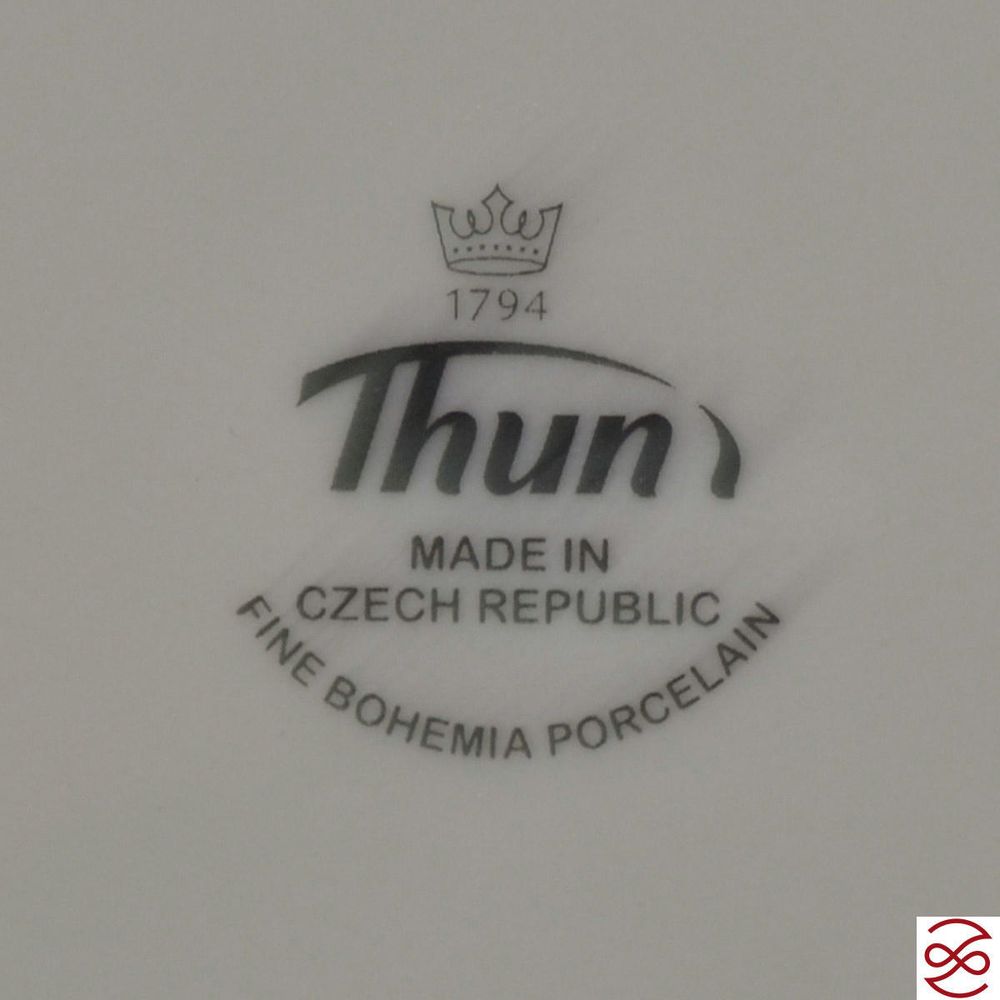 1794
Thun
MADE IN
CZECH REPUBLIC
FINE BOHEMIA PORCELAIN